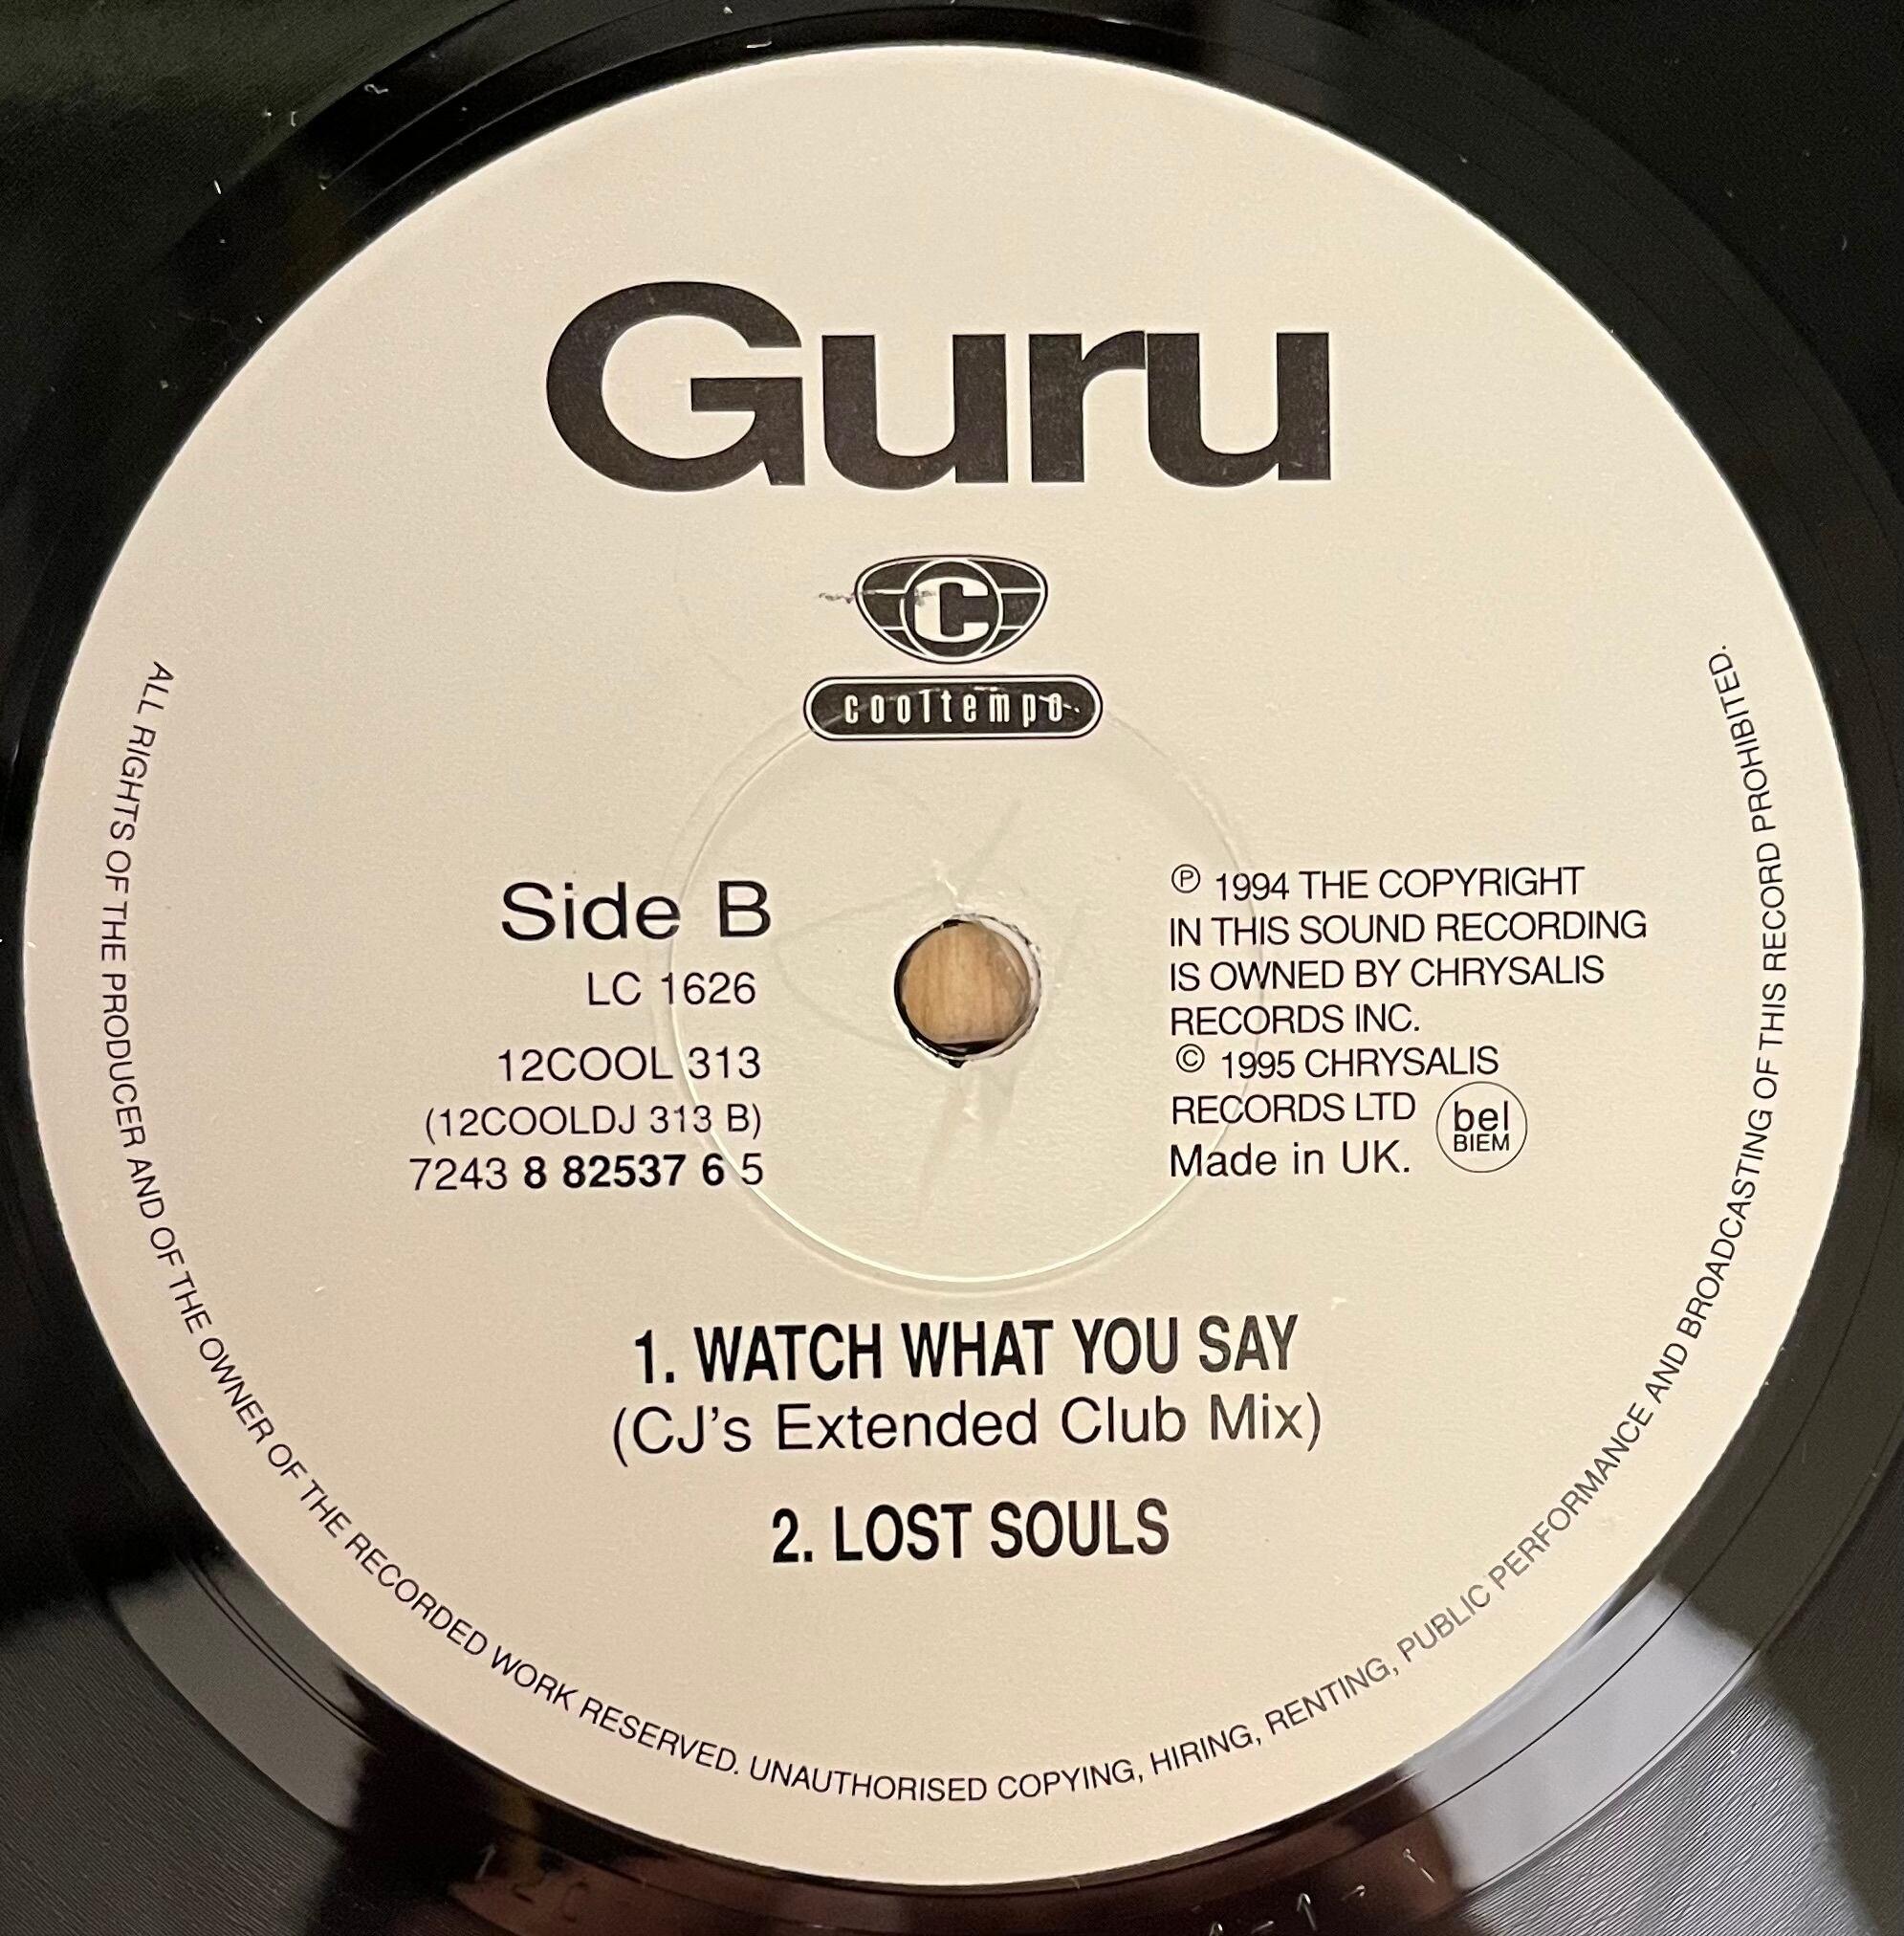 Guru
C
cooltempo
Side B
LC 1626
12COOL 313
(12COOLDJ 313 B)
7243 8 82537 6 5
℗ 1994 THE COPYRIGHT
IN THIS SOUND RECORDING
IS OWNED BY CHRYSALIS
RECORDS INC.
© 1995 CHRYSALIS
RECORDS LTD
Made in UK.
bel
BIEM
1. WATCH WHAT YOU SAY
(CJ's Extended Club Mix)
2. LOST SOULS
ALL RIGHTS OF THE PRODUCER AND OF THE OWNER OF THE RECORDED WORK RESERVED. UNAUTHORISED COPYING, HIRING, RENTING, PUBLIC PERFORMANCE AND BROADCASTING OF THIS RECORD PROHIBITED.